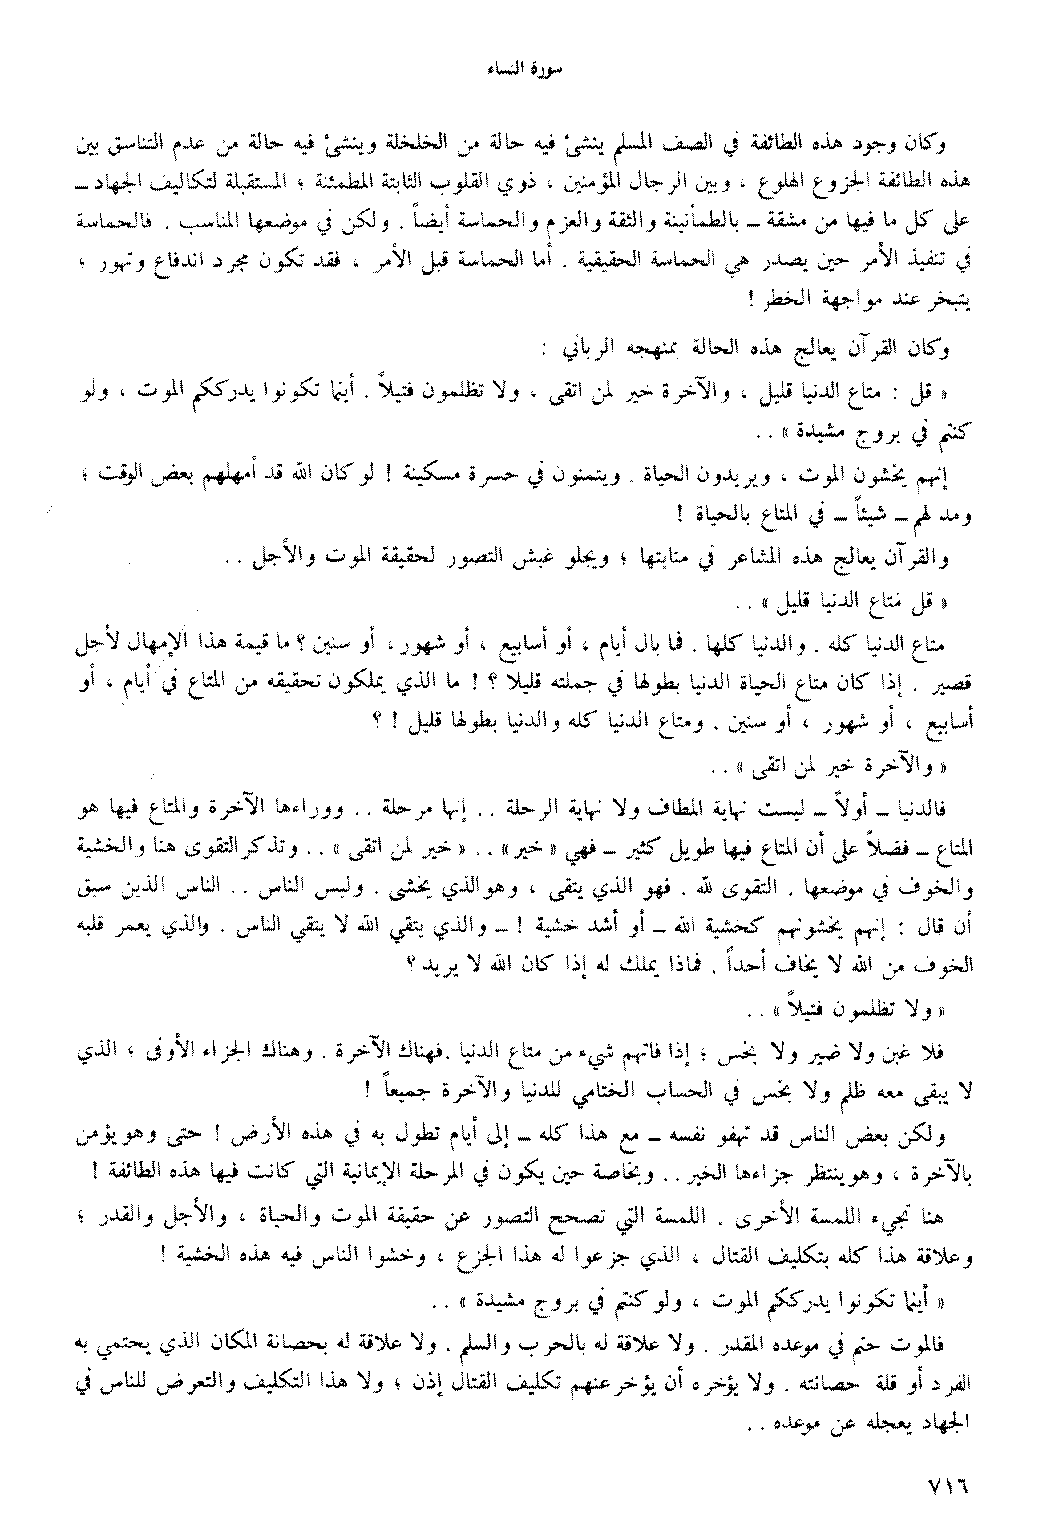 سورة النساء
وكان وجود هذه الطائفة في الصف المسلم ينشئ فيه حالة من الخلخلة وينشئ فيه حالة من عدم التناسق بين
هذه الطائفة الجزوع الهلوع ، وبين الرجال المؤمنين ، ذوي القلوب الثابتة المطمئنة ؛ المستقبلة لتكاليف الجهاد –
على كل ما فيها من مشقة – بالطمأنينة والثقة والعزم والحماسة أيضاً . ولكن في موضعها المناسب . فالحماسة
في تنفيذ الأمر حين يصدر هي الحماسة الحقيقية . أما الحماسة قبل الأمر ، فقد تكون مجرد اندفاع وتهور ؛
يتبخر عند مواجهة الخطر !
وكان القرآن يعالج هذه الحالة بمنهجه الرباني :
« قل : متاع الدنيا قليل ، والآخرة خير لمن اتقى ، ولا تظلمون فتيلاً . أينما تكونوا يدرككم الموت ، ولو
كنتم في بروج مشيدة » . .
إنهم يخشون الموت ، ويريدون الحياة . ويتمنون في حسرة مسكينة ! لو كان الله قد أمهلهم بعض الوقت ؛
ومد لهم – شيئاً – في المتاع بالحياة !
والقرآن يعالج هذه المشاعر في منابتها ؛ ويجلو غبش التصور لحقيقة الموت والأجل . .
« قل متاع الدنيا قليل » . .
متاع الدنيا كله . والدنيا كلها . فما بال أيام ، أو أسابيع ، أو شهور ، أو سنين ؟ ما قيمة هذا الإمهال لأجل
قصير . إذا كان متاع الحياة الدنيا بطولها في جملته قليلا ؟ ! ما الذي يملكون تحقيقه من المتاع في أيام ، أو
أسابيع ، أو شهور ، أو سنين . ومتاع الدنيا كله والدنيا بطولها قليل ! ؟
« والآخرة خير لمن اتقى » . .
فالدنيا – أولاً – ليست نهاية المطاف ولا نهاية الرحلة . . إنها مرحلة . . ووراءها الآخرة والمتاع فيها هو
المتاع – فضلاً على أن المتاع فيها طويل كثير – فهي « خير » . . « خير لمن اتقى » . . وتذكر التقوى هنا والخشية
والخوف في موضعها . التقوى لله . فهو الذي يتقى ، وهو الذي يخشى . وليس الناس . . الناس الذين سبق
أن قال : إنهم يخشونهم كخشية الله – أو أشد خشية ! – والذي يتقي الله لا يتقي الناس . والذي يعمر قلبه
الخوف من الله لا يخاف أحداً . فماذا يملك له إذا كان الله لا يريد ؟
« ولا تظلمون فتيلاً » . .
فلا غبن ولا ضير ولا بخس ؛ إذا فاتهم شيء من متاع الدنيا . فهناك الآخرة . وهناك الجزاء الأوفى ؛ الذي
لا يبقى معه ظلم ولا بخس في الحساب الختامي للدنيا والآخرة جميعاً !
ولكن بعض الناس قد تهفو نفسه – مع هذا كله – إلى أيام تطول به في هذه الأرض ! حتى وهو يؤمن
بالآخرة ، وهو ينتظر جزاءها الخير . . وبخاصة حين يكون في المرحلة الإيمانية التي كانت فيها هذه الطائفة !
هنا تجيء اللمسة الأخرى . اللمسة التي تصحح التصور عن حقيقة الموت والحياة ، والأجل والقدر ؛
وعلاقة هذا كله بتكليف القتال ، الذي جزعوا له هذا الجزع ، وخشوا الناس فيه هذه الخشية !
« أينما تكونوا يدرككم الموت ، ولو كنتم في بروج مشيدة » . .
فالموت حتم في موعده المقدر . ولا علاقة له بالحرب والسلم . ولا علاقة له بحصانة المكان الذي يحتمي به
الفرد أو قلة حصانته . ولا يؤخره أن يؤخر عنهم تكليف القتال إذن ؛ ولا هذا التكليف والتعرض للناس في
الجهاد يعجله عن موعده . .
٧١٦